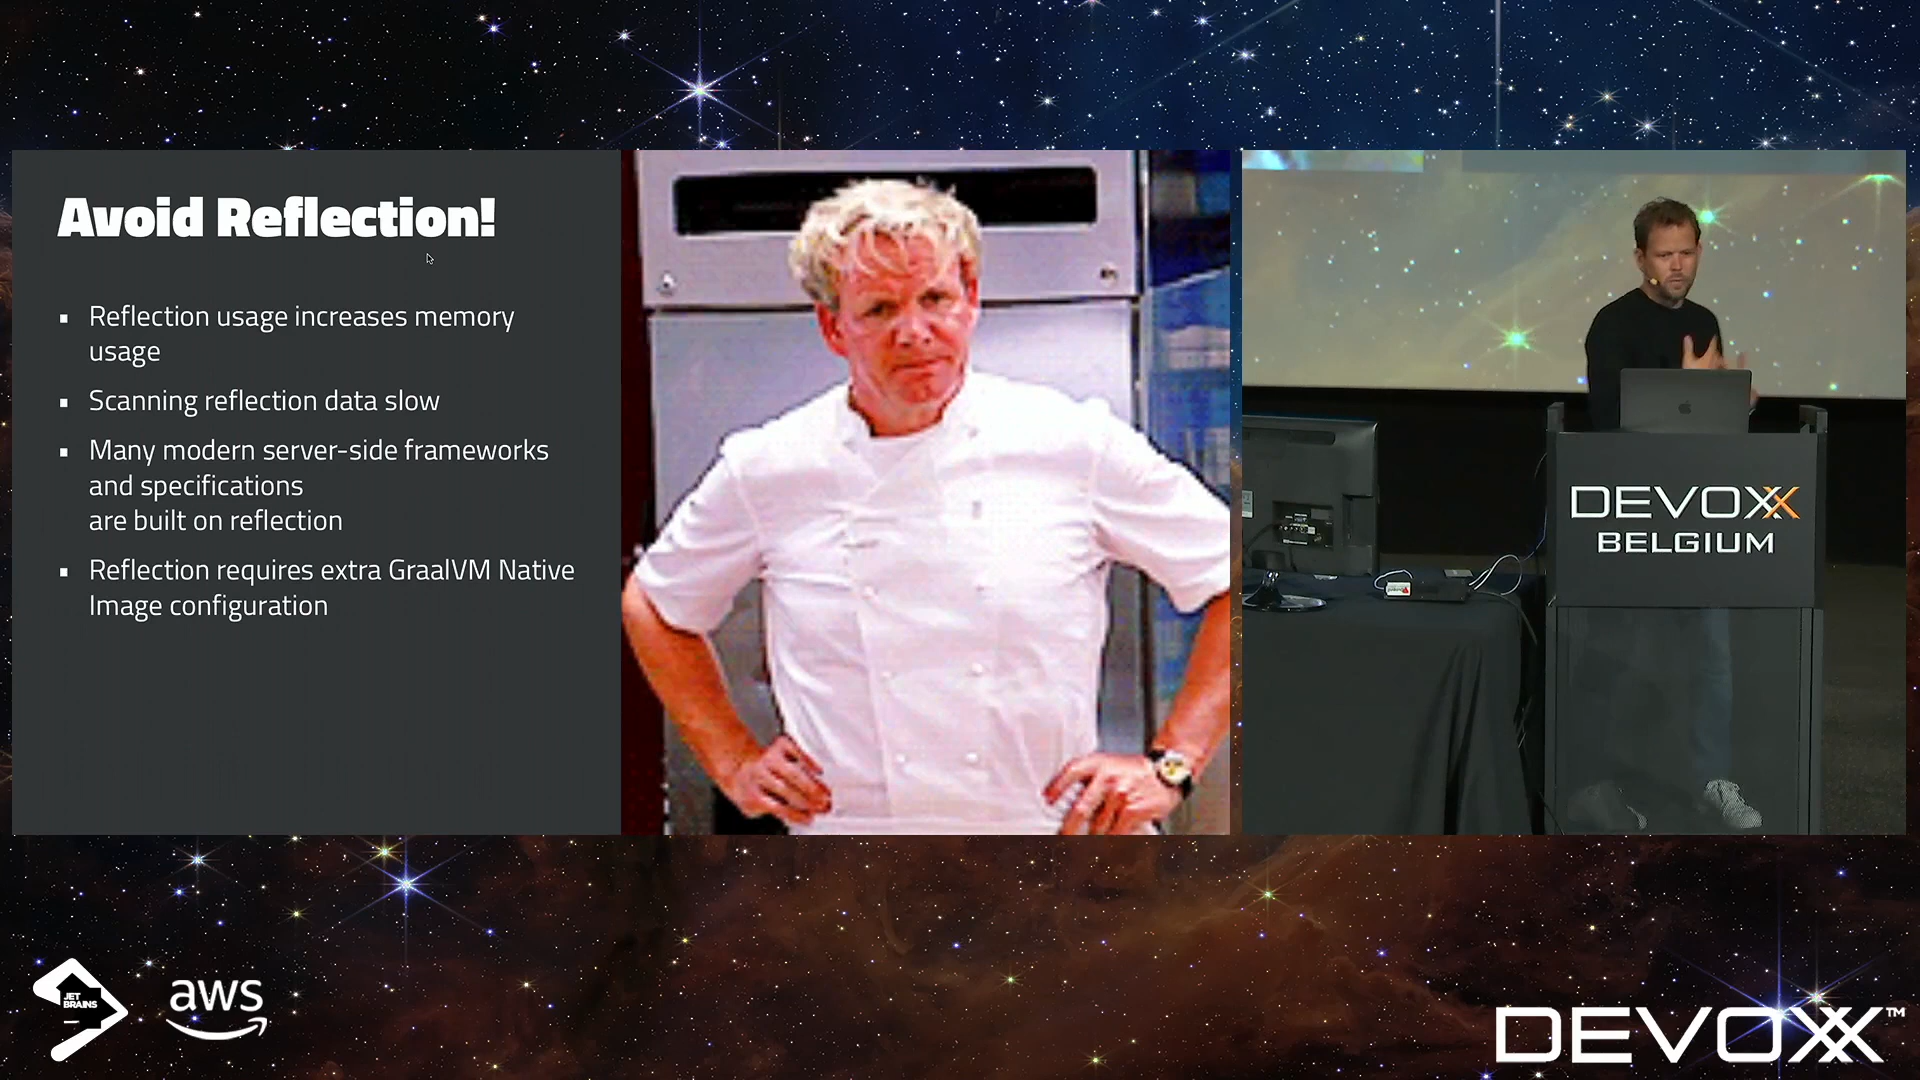 Avoid Reflection!
▪ Reflection usage increases memory
usage
▪ Scanning reflection data slow
▪ Many modern server-side frameworks
and specifications
are built on reflection
▪ Reflection requires extra GraalVM Native
Image configuration
DEVOXX
BELGIUM
JET
BRAINS
aws
DEVOXX™